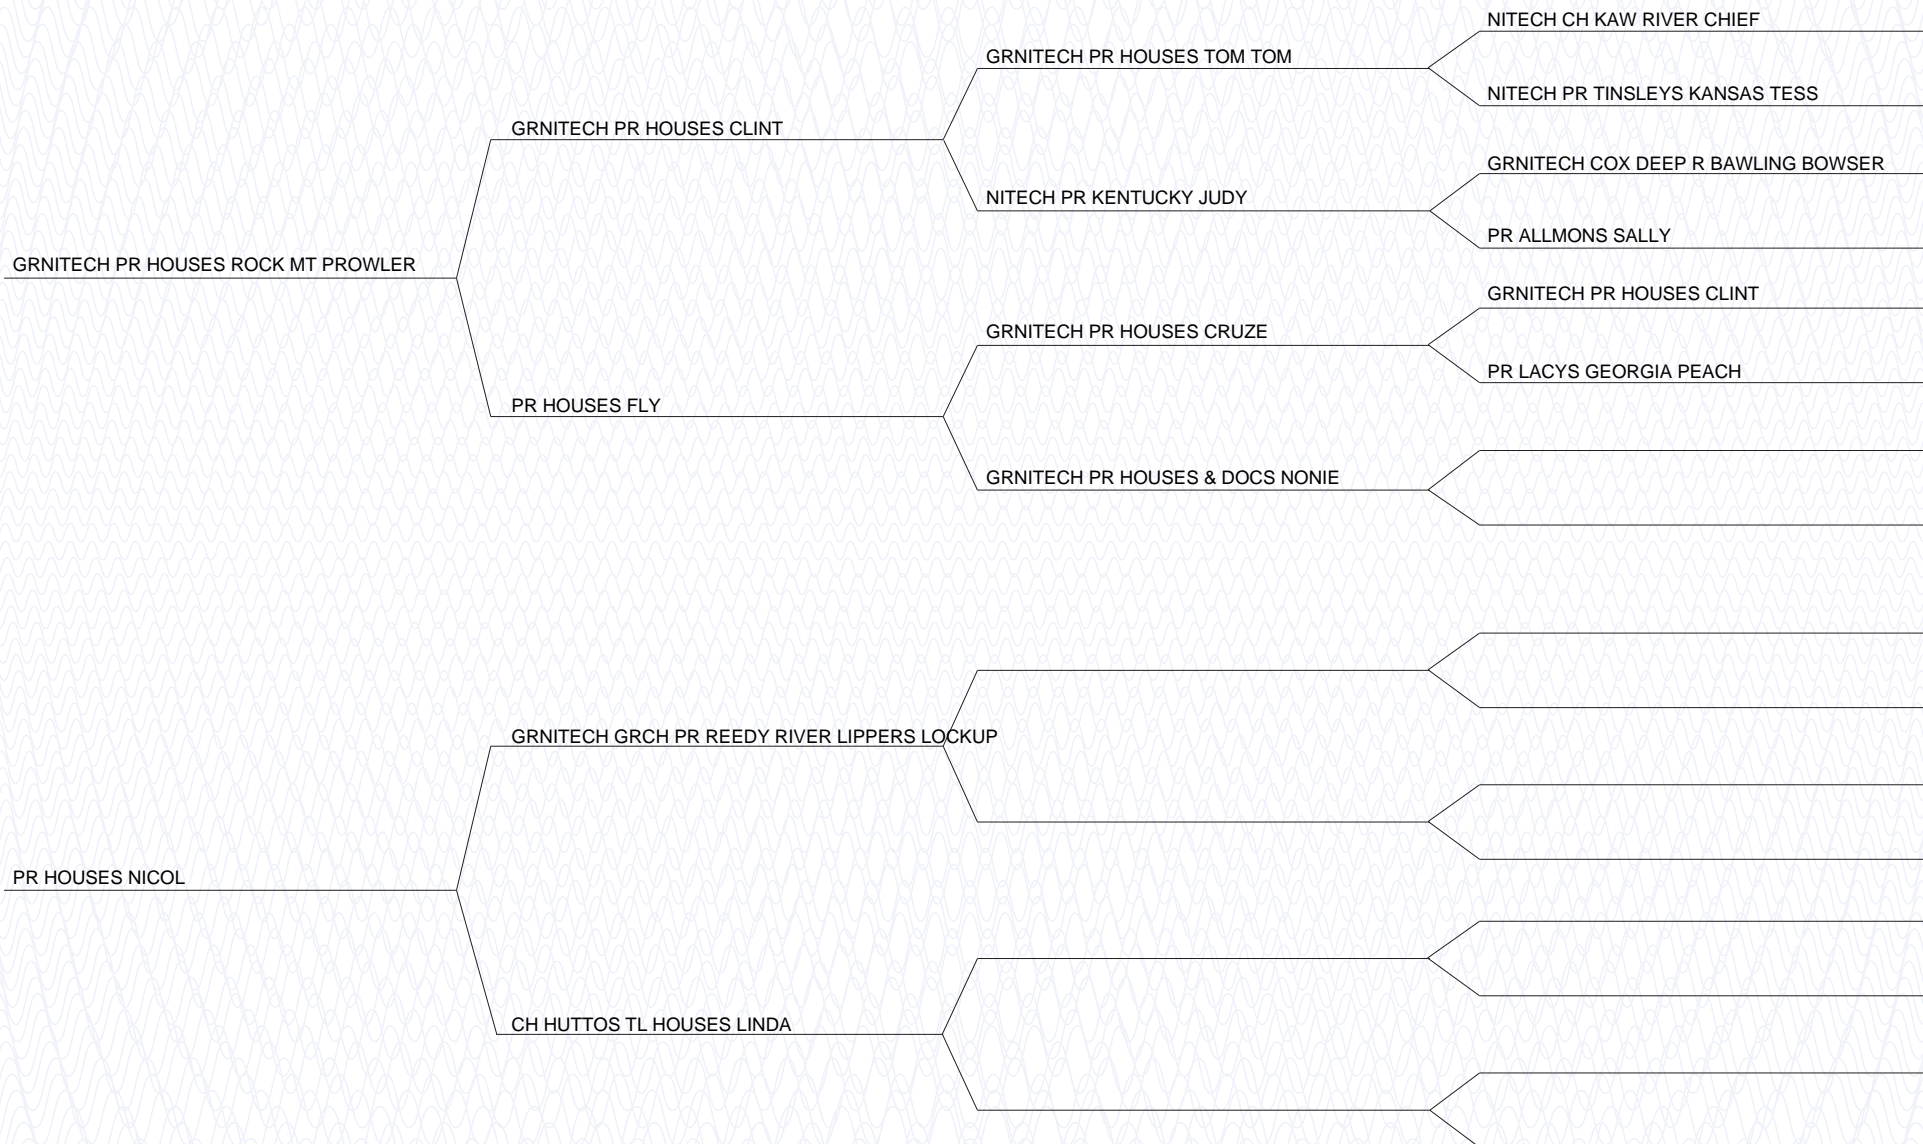 NITECH CH KAW RIVER CHIEF
GRNITECH PR HOUSES TOM TOM
NITECH PR TINSLEYS KANSAS TESS
GRNITECH PR HOUSES CLINT
GRNITECH COX DEEP R BAWLING BOWSER
NITECH PR KENTUCKY JUDY
PR ALLMONS SALLY
GRNITECH PR HOUSES ROCK MT PROWLER
GRNITECH PR HOUSES CLINT
GRNITECH PR HOUSES CRUZE
PR LACYS GEORGIA PEACH
PR HOUSES FLY
GRNITECH PR HOUSES & DOCS NONIE
GRNITECH GRCH PR REEDY RIVER LIPPERS LOCKUP
PR HOUSES NICOL
CH HUTTOS TL HOUSES LINDA